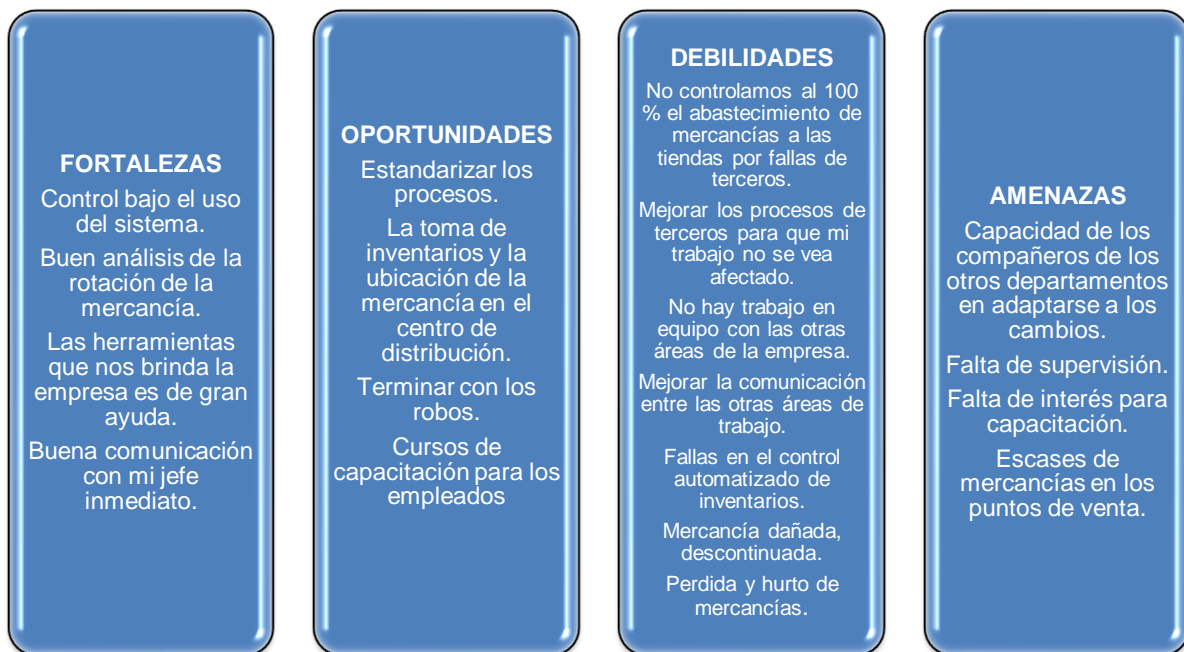 FORTALEZAS
Control bajo el uso
del sistema.
Buen análisis de la
rotación de la
mercancía.
Las herramientas
que nos brinda la
empresa es de gran
ayuda.
Buena comunicación
con mi jefe
inmediato.
OPORTUNIDADES
Estandarizar los
procesos.
La toma de
inventarios y la
ubicación de la
mercancía en el
centro de
distribución.
Terminar con los
robos.
Cursos de
capacitación para los
empleados
DEBILIDADES
No controlamos al 100
% el abastecimiento de
mercancías a las
tiendas por fallas de
terceros.
Mejorar los procesos de
terceros para que mi
trabajo no se vea
afectado.
No hay trabajo en
equipo con las otras
áreas de la empresa.
Mejorar la comunicación
entre las otras áreas de
trabajo.
Fallas en el control
automatizado de
inventarios.
Mercancía dañada,
descontinuada.
Perdida y hurto de
mercancías.
AMENAZAS
Capacidad de los
compañeros de los
otros departamentos
en adaptarse a los
cambios.
Falta de supervisión.
Falta de interés para
capacitación.
Escases de
mercancías en los
puntos de venta.